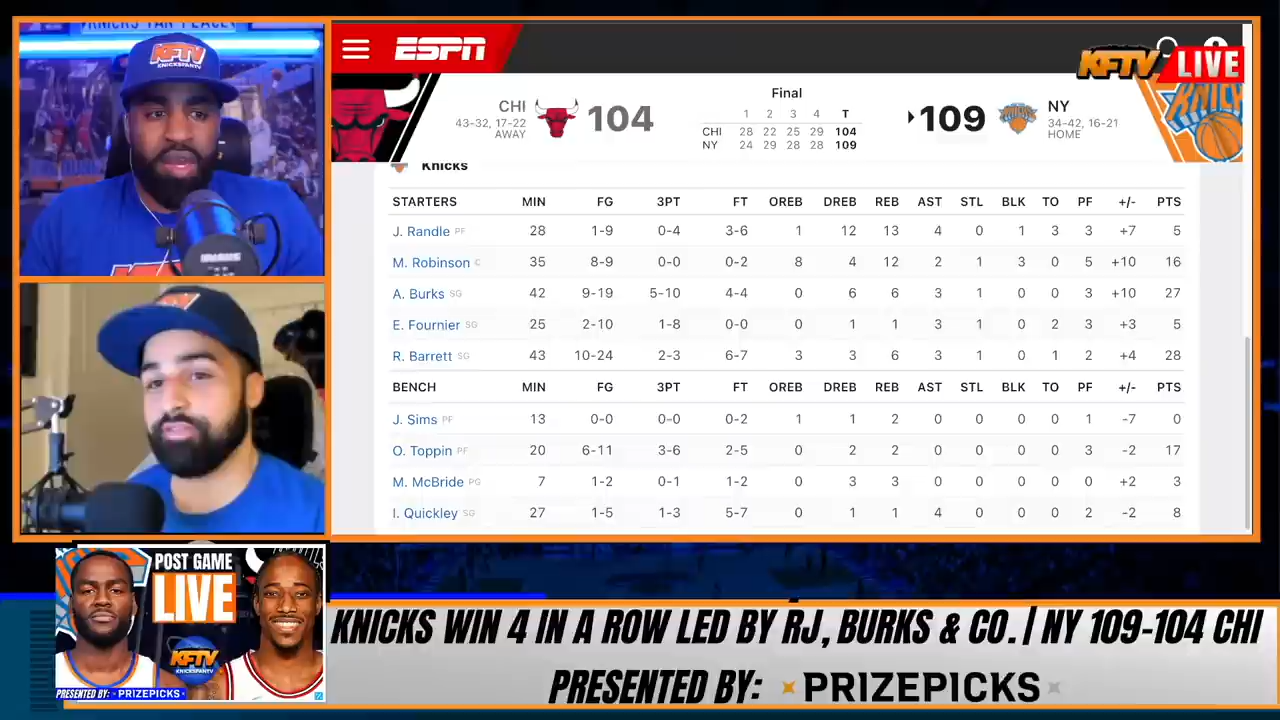 KNICKS FAN PLACE
KFTV
KNICKSFANTV
ESPN
KFTV LIVE
CHI 104
43-32, 17-22
AWAY
Final
1 2 3 4 T
CHI 28 22 25 29 104
NY 24 29 28 28 109
109 NY
34-42, 16-21
HOME
Knicks
STARTERS MIN FG 3PT FT OREB DREB REB AST STL BLK TO PF +/- PTS
J. Randle PF 28 1-9 0-4 3-6 1 12 13 4 0 1 3 3 +7 5
M. Robinson C 35 8-9 0-0 0-2 8 4 12 2 1 3 0 5 +10 16
A. Burks SG 42 9-19 5-10 4-4 0 6 6 3 1 0 0 3 +10 27
E. Fournier SG 25 2-10 1-8 0-0 0 1 1 3 1 0 2 3 +3 5
R. Barrett SG 43 10-24 2-3 6-7 3 3 6 3 1 0 1 2 +4 28
BENCH MIN FG 3PT FT OREB DREB REB AST STL BLK TO PF +/- PTS
J. Sims PF 13 0-0 0-0 0-2 1 1 2 0 0 0 0 1 -7 0
O. Toppin PF 20 6-11 3-6 2-5 0 2 2 0 0 0 0 3 -2 17
M. McBride PG 7 1-2 0-1 1-2 0 3 3 0 0 0 0 0 +2 3
I. Quickley SG 27 1-5 1-3 5-7 0 1 1 4 0 0 0 2 -2 8
POST GAME
LIVE
KFTV
KNICKSFANTV
PRESENTED BY: PRIZEPICKS
KNICKS WIN 4 IN A ROW LED BY RJ, BURKS & CO. | NY 109-104 CHI
PRESENTED BY: PRIZEPICKS